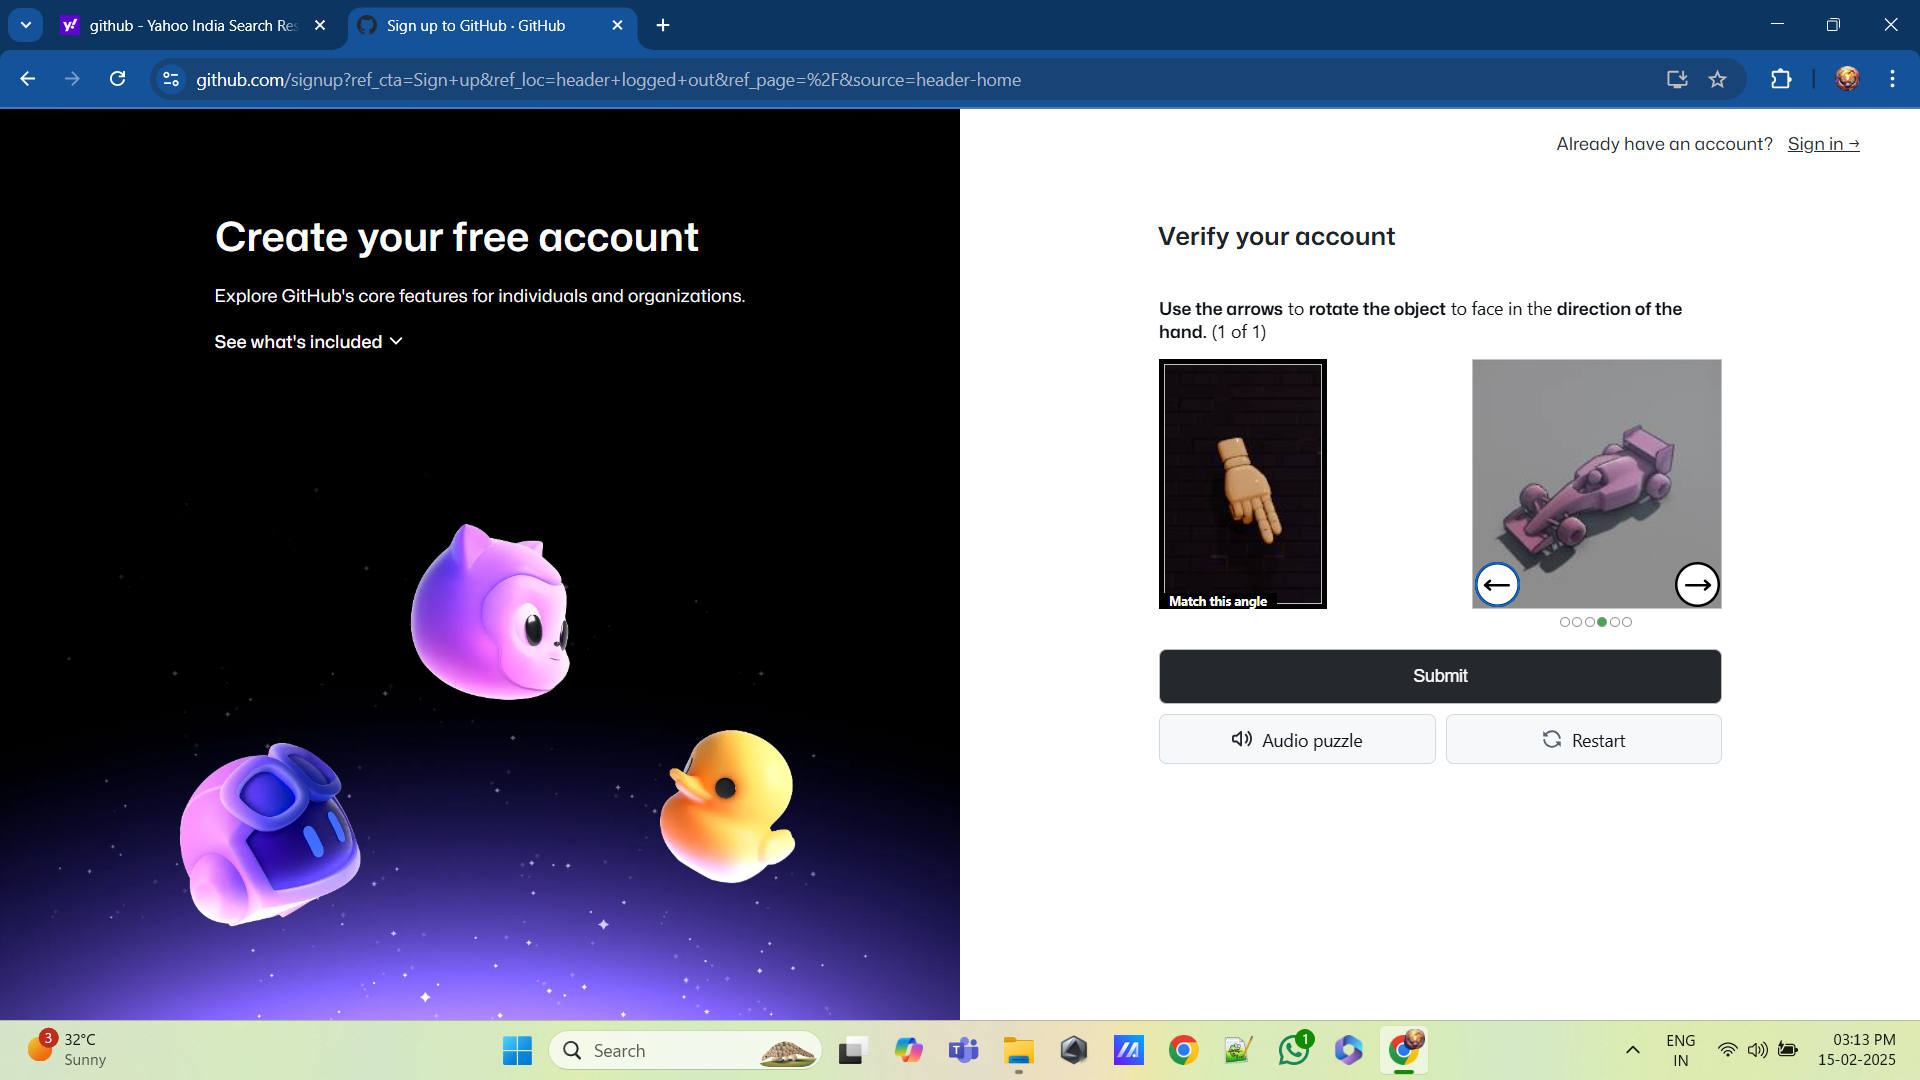 github - Yahoo India Search Res
Sign up to GitHub · GitHub
github.com/signup?ref_cta=Sign+up&ref_loc=header+logged+out&ref_page=%2F&source=header-home
Already have an account? Sign in →
Create your free account
Explore GitHub's core features for individuals and organizations.
See what's included
Verify your account
Use the arrows to rotate the object to face in the direction of the
hand. (1 of 1)
Match this angle
Submit
Audio puzzle
Restart
3
32°C
Sunny
Search
1
ENG
IN
03:13 PM
15-02-2025